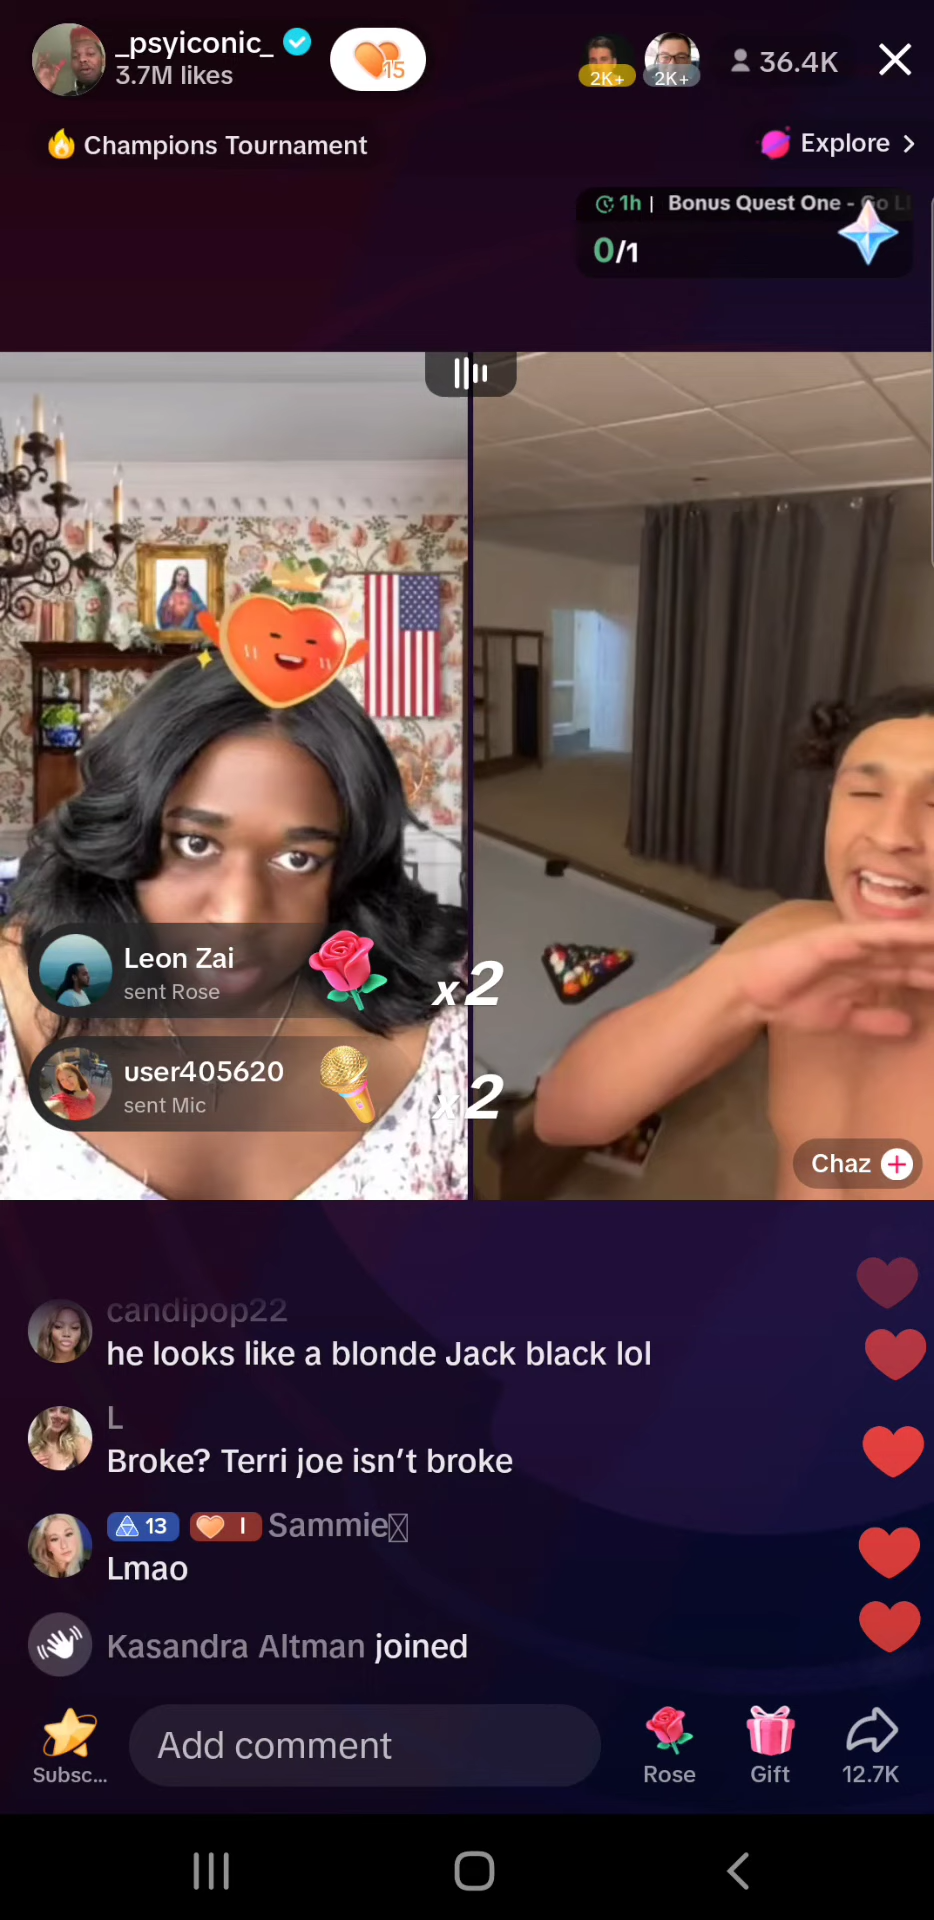 _psyiconic_
3.7M likes
15
2K+
2K+
36.4K
Champions Tournament
Explore
1h | Bonus Quest One - Go LI
0/1
Leon Zai
sent Rose
x2
user405620
sent Mic
x2
Chaz
candipop22
he looks like a blonde Jack black lol
L
Broke? Terri joe isn’t broke
13 I Sammie
Lmao
Kasandra Altman joined
Subsc...
Add comment
Rose
Gift
12.7K